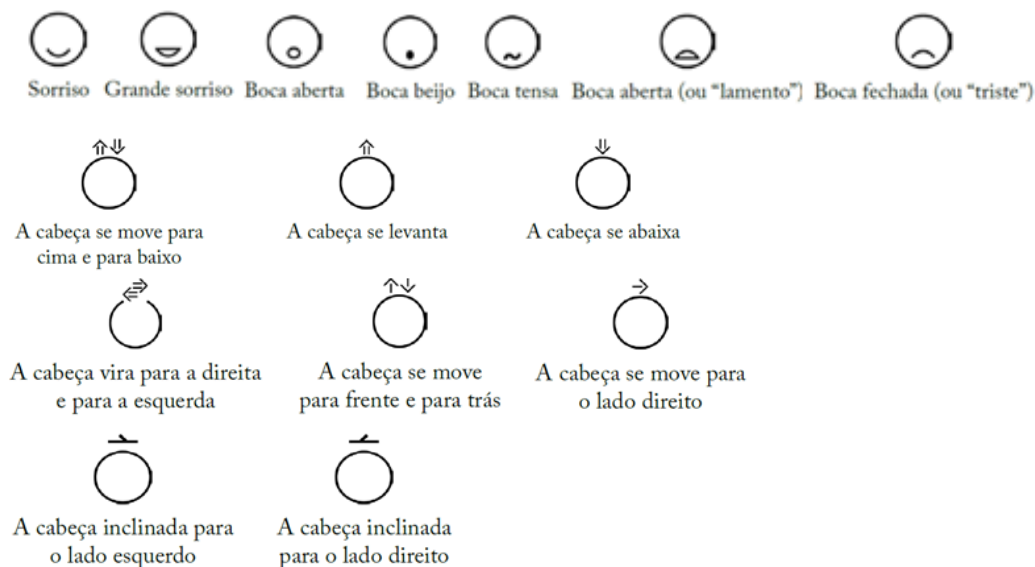 Sorriso Grande sorriso Boca aberta Boca beijo Boca tensa Boca aberta (ou “lamento”) Boca fechada (ou “triste”)
A cabeça se move para
cima e para baixo
A cabeça se levanta
A cabeça se abaixa
A cabeça vira para a direita
e para a esquerda
A cabeça se move
para frente e para trás
A cabeça se move para
o lado direito
A cabeça inclinada para
o lado esquerdo
A cabeça inclinada
para o lado direito